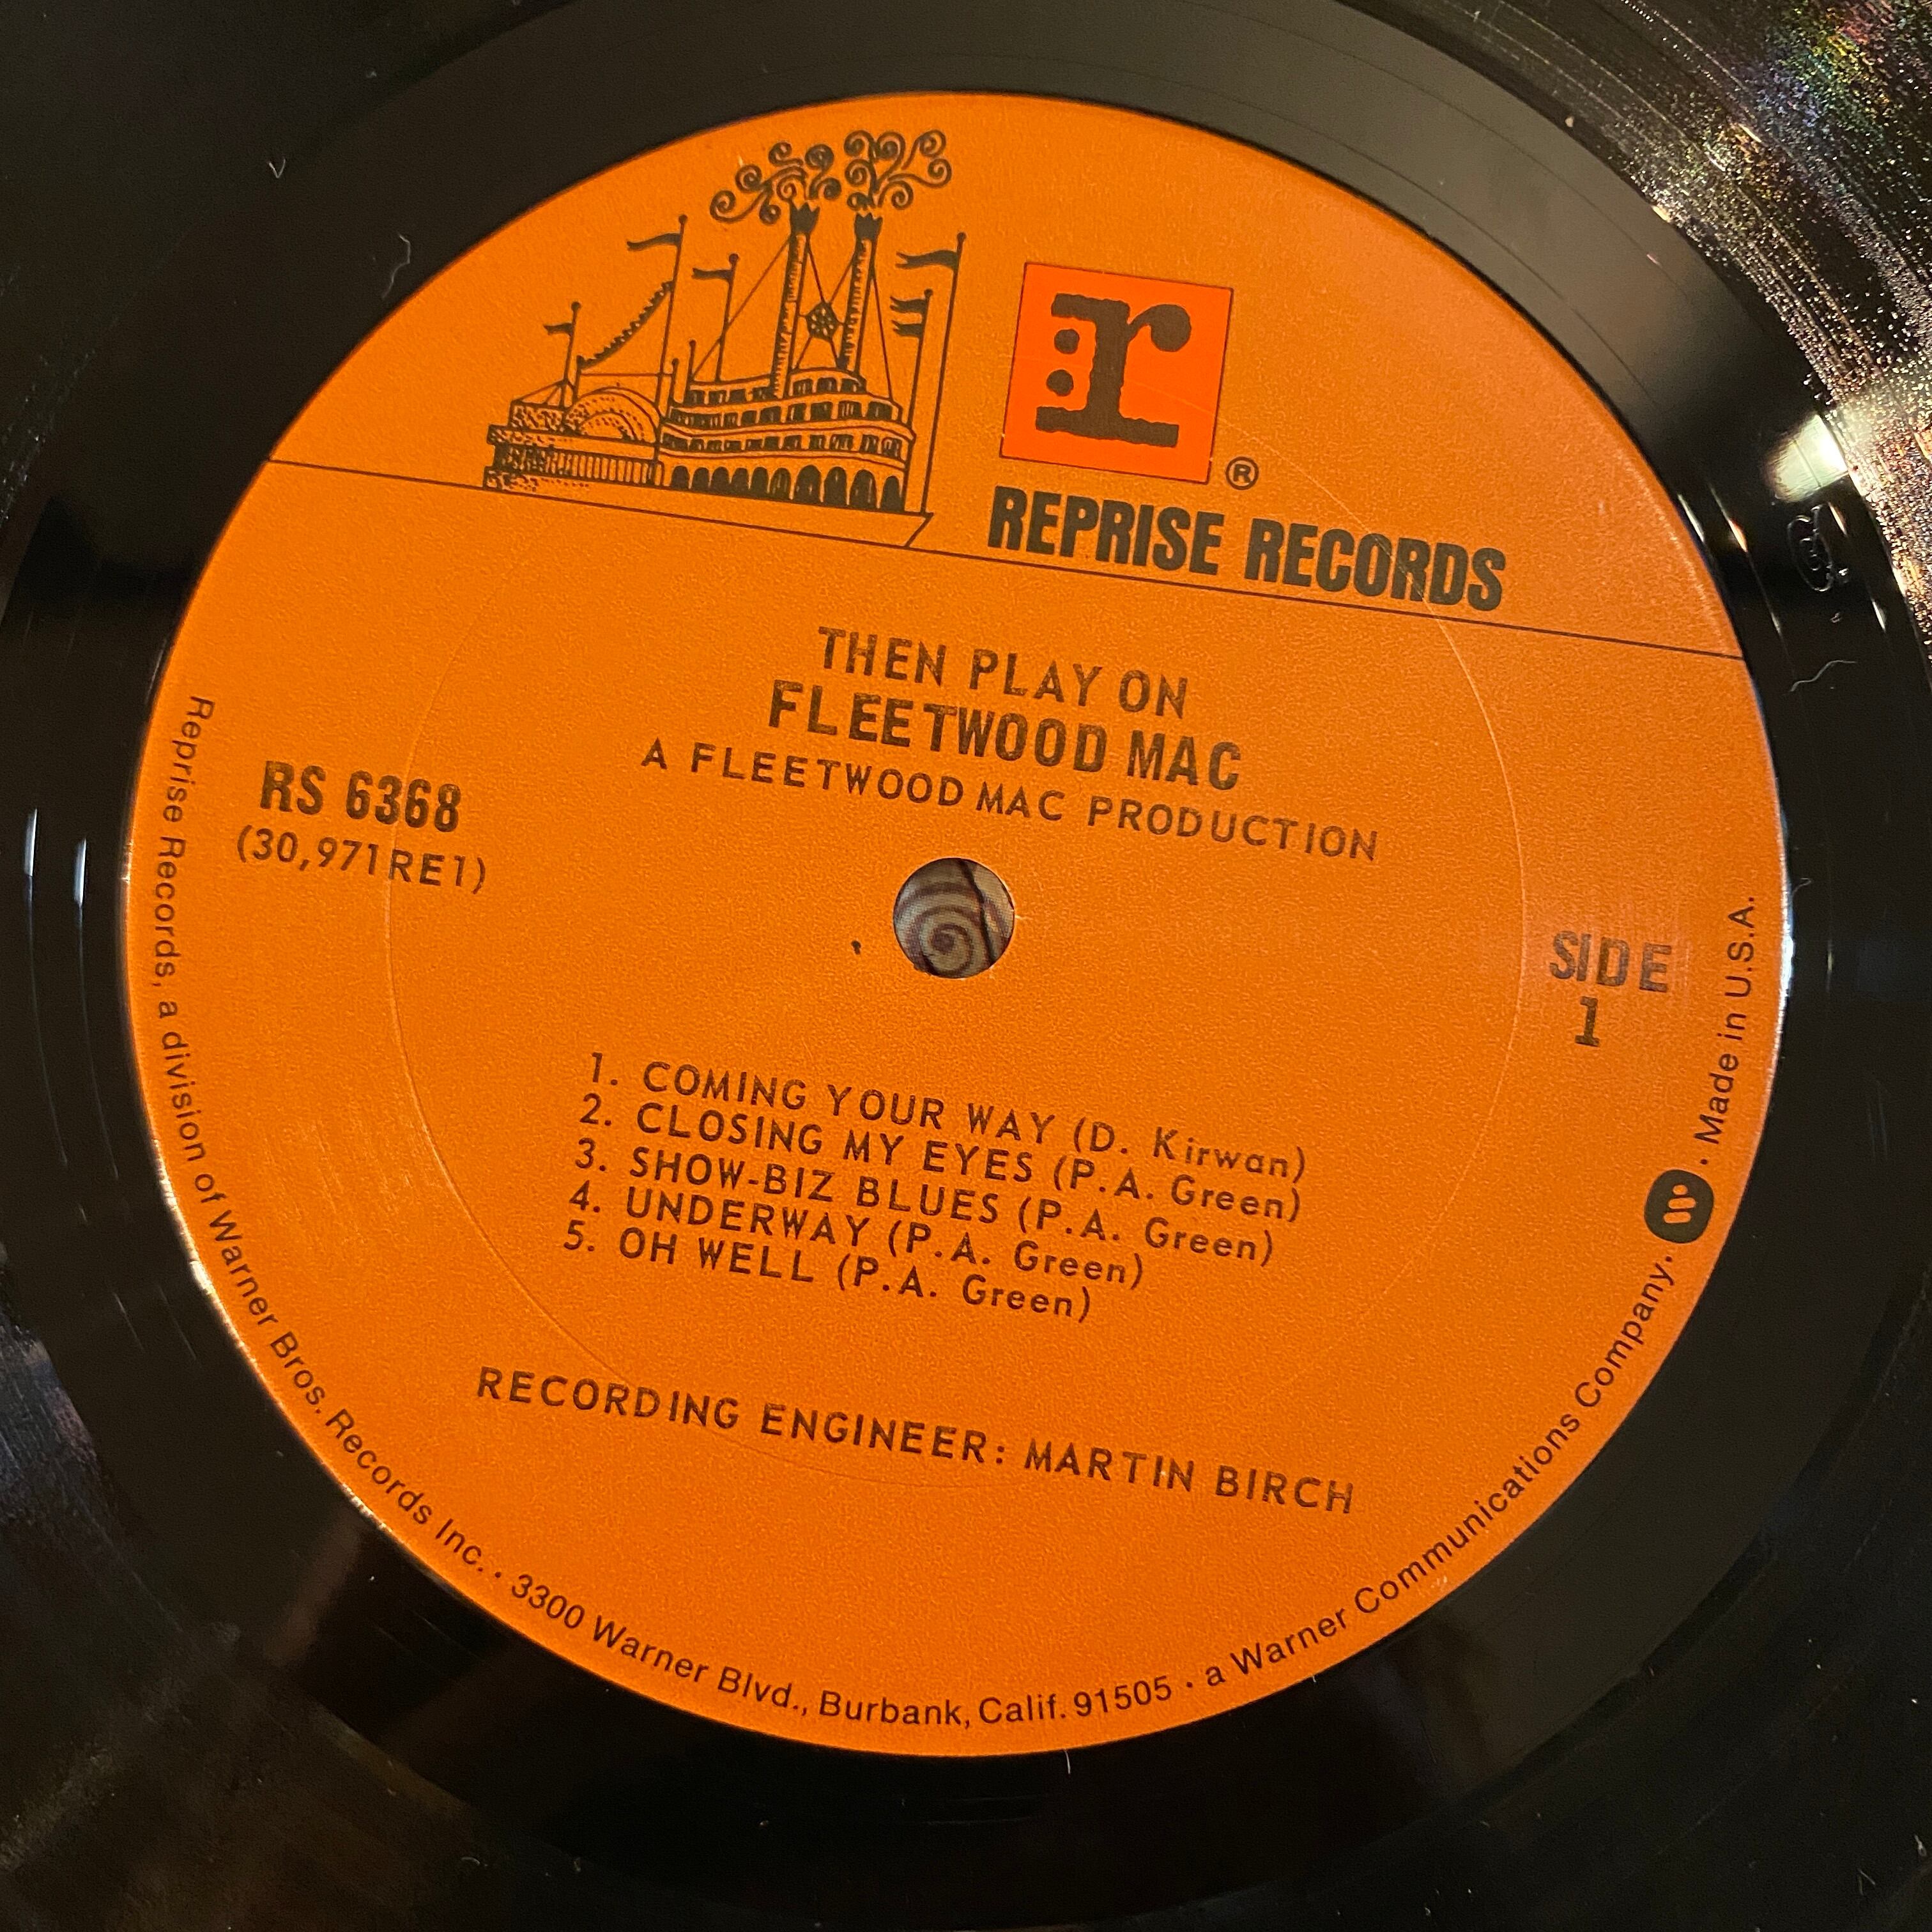 r
®
REPRISE RECORDS
THEN PLAY ON
FLEETWOOD MAC
A FLEETWOOD MAC PRODUCTION
RS 6368
(30,971RE1)
SIDE
1
1. COMING YOUR WAY (D. Kirwan)
2. CLOSING MY EYES (P.A. Green)
3. SHOW-BIZ BLUES (P.A. Green)
4. UNDERWAY (P.A. Green)
5. OH WELL (P.A. Green)
RECORDING ENGINEER: MARTIN BIRCH
Reprise Records, a division of Warner Bros. Records Inc. · 3300 Warner Blvd., Burbank, Calif. 91505 · a Warner Communications Company. · W · Made in U.S.A.